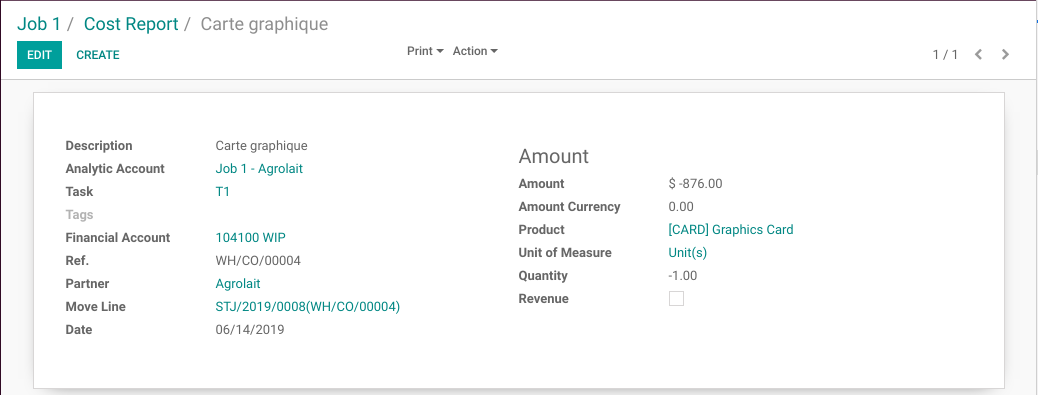 Job 1 / Cost Report / Carte graphique
EDIT CREATE Print Action 1 / 1
Description Carte graphique
Analytic Account Job 1 - Agrolait
Task T1
Tags
Financial Account 104100 WIP
Ref. WH/CO/00004
Partner Agrolait
Move Line STJ/2019/0008(WH/CO/00004)
Date 06/14/2019
Amount
Amount $ -876.00
Amount Currency 0.00
Product [CARD] Graphics Card
Unit of Measure Unit(s)
Quantity -1.00
Revenue